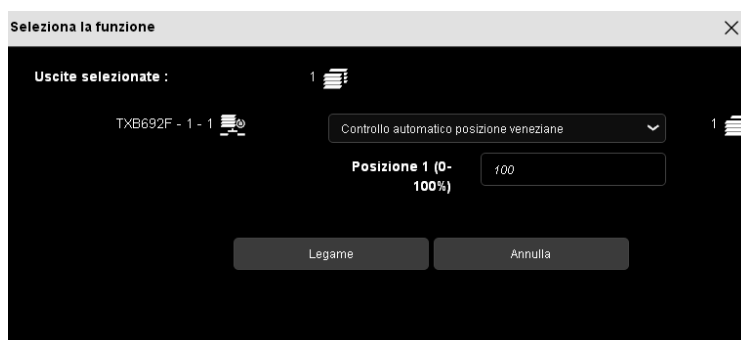 Seleziona la funzione
Uscite selezionate : 1
TXB692F - 1 - 1 Controllo automatico posizione veneziane 1
Posizione 1 (0-
100%)
100
Legame Annulla